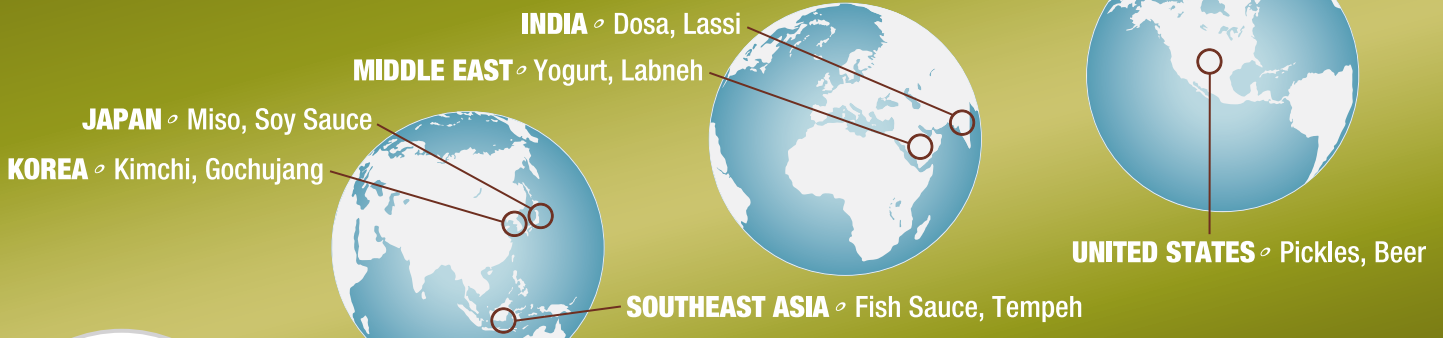 INDIA Dosa, Lassi
MIDDLE EAST Yogurt, Labneh
JAPAN Miso, Soy Sauce
KOREA Kimchi, Gochujang
UNITED STATES Pickles, Beer
SOUTHEAST ASIA Fish Sauce, Tempeh